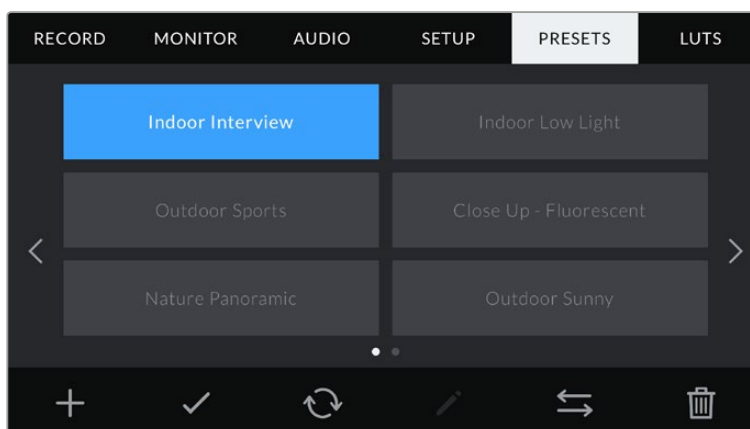 RECORD MONITOR AUDIO SETUP PRESETS LUTS
Indoor Interview Indoor Low Light
Outdoor Sports Close Up - Fluorescent
Nature Panoramic Outdoor Sunny